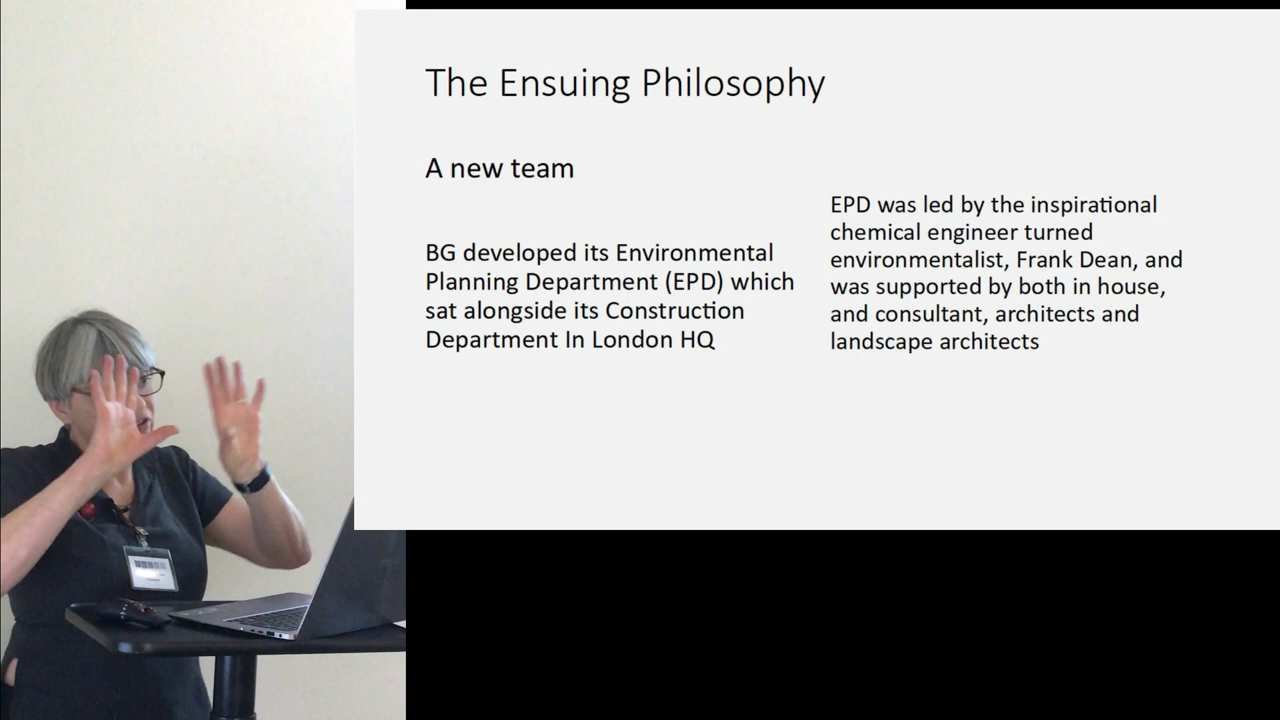 The Ensuing Philosophy
A new team
BG developed its Environmental
Planning Department (EPD) which
sat alongside its Construction
Department In London HQ
EPD was led by the inspirational
chemical engineer turned
environmentalist, Frank Dean, and
was supported by both in house,
and consultant, architects and
landscape architects